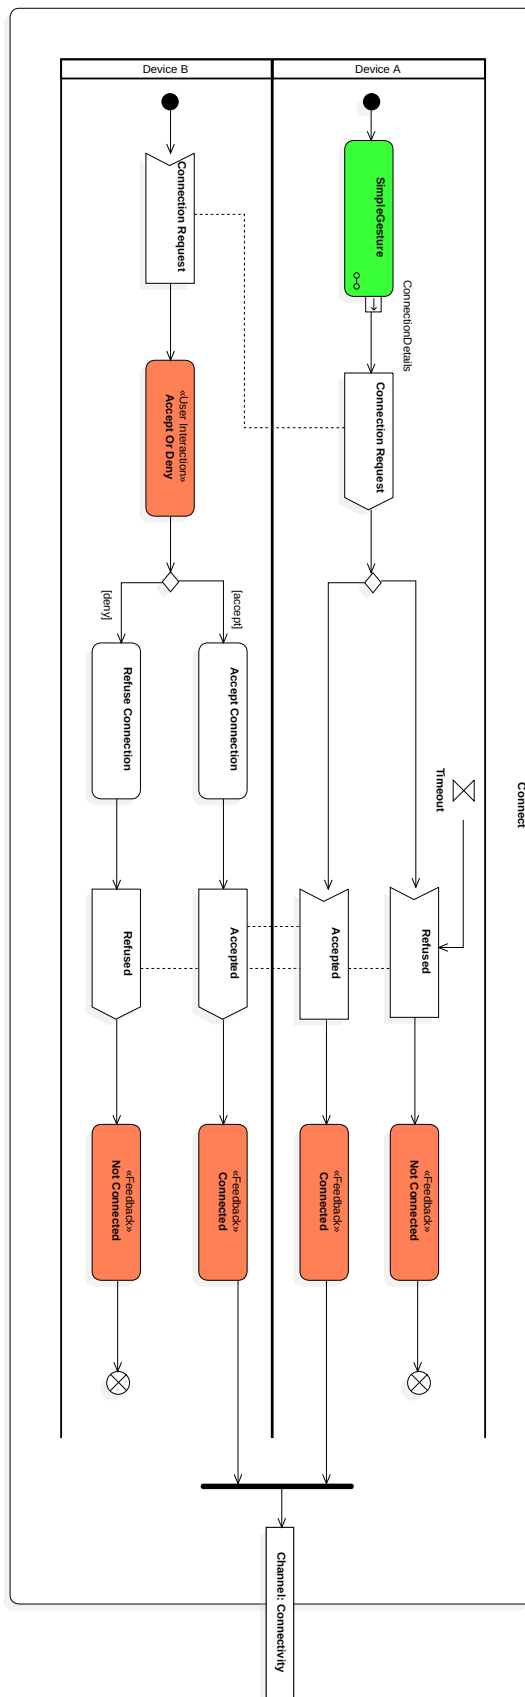 Connect
Device B
Device A
SimpleGesture
ConnectionDetails
Connection Request
Connection Request
«User Interaction»
Accept Or Deny
[deny]
[accept]
Refuse Connection
Accept Connection
Timeout
Refused
Accepted
Accepted
Refused
«Feedback»
Not Connected
«Feedback»
Connected
«Feedback»
Connected
«Feedback»
Not Connected
Channel: Connectivity